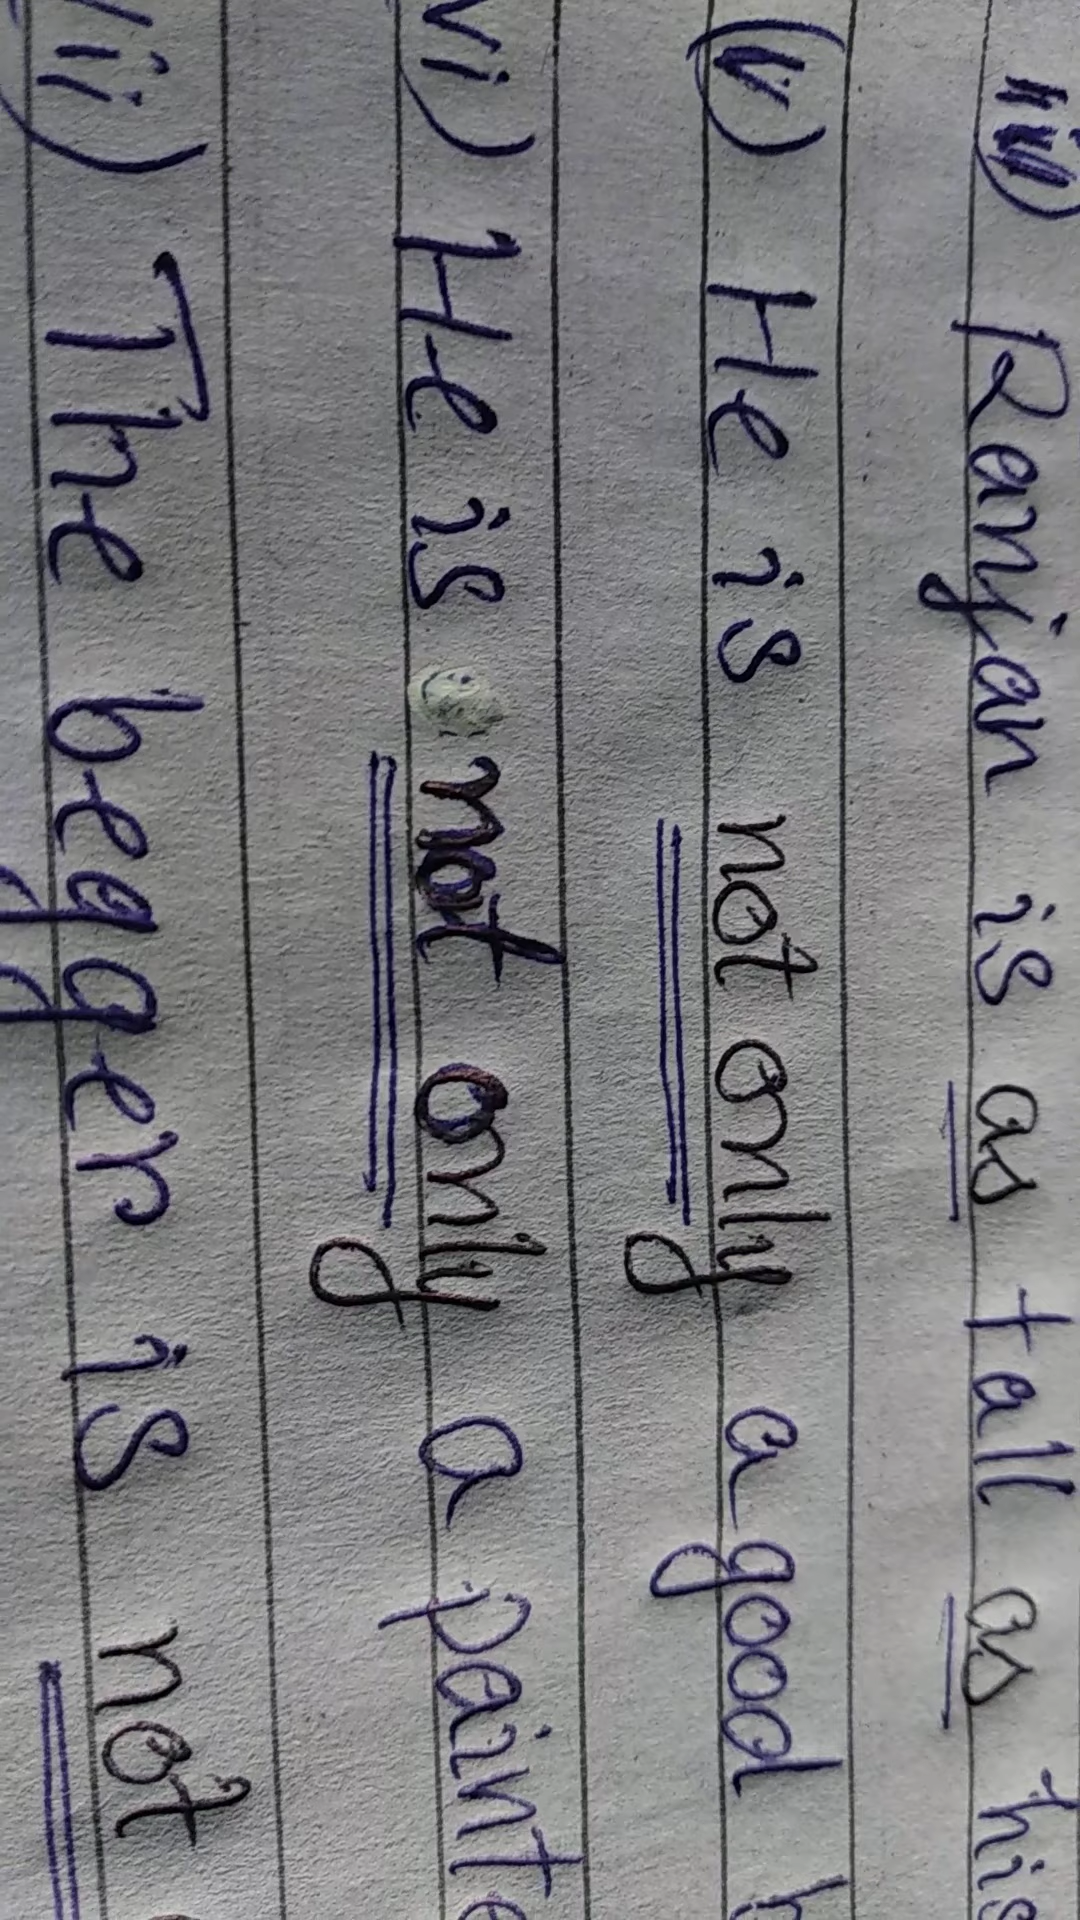 Ranjan is as tall as his
(v) He is not only a good
vi) He is not only a painte
vii) The begger is not